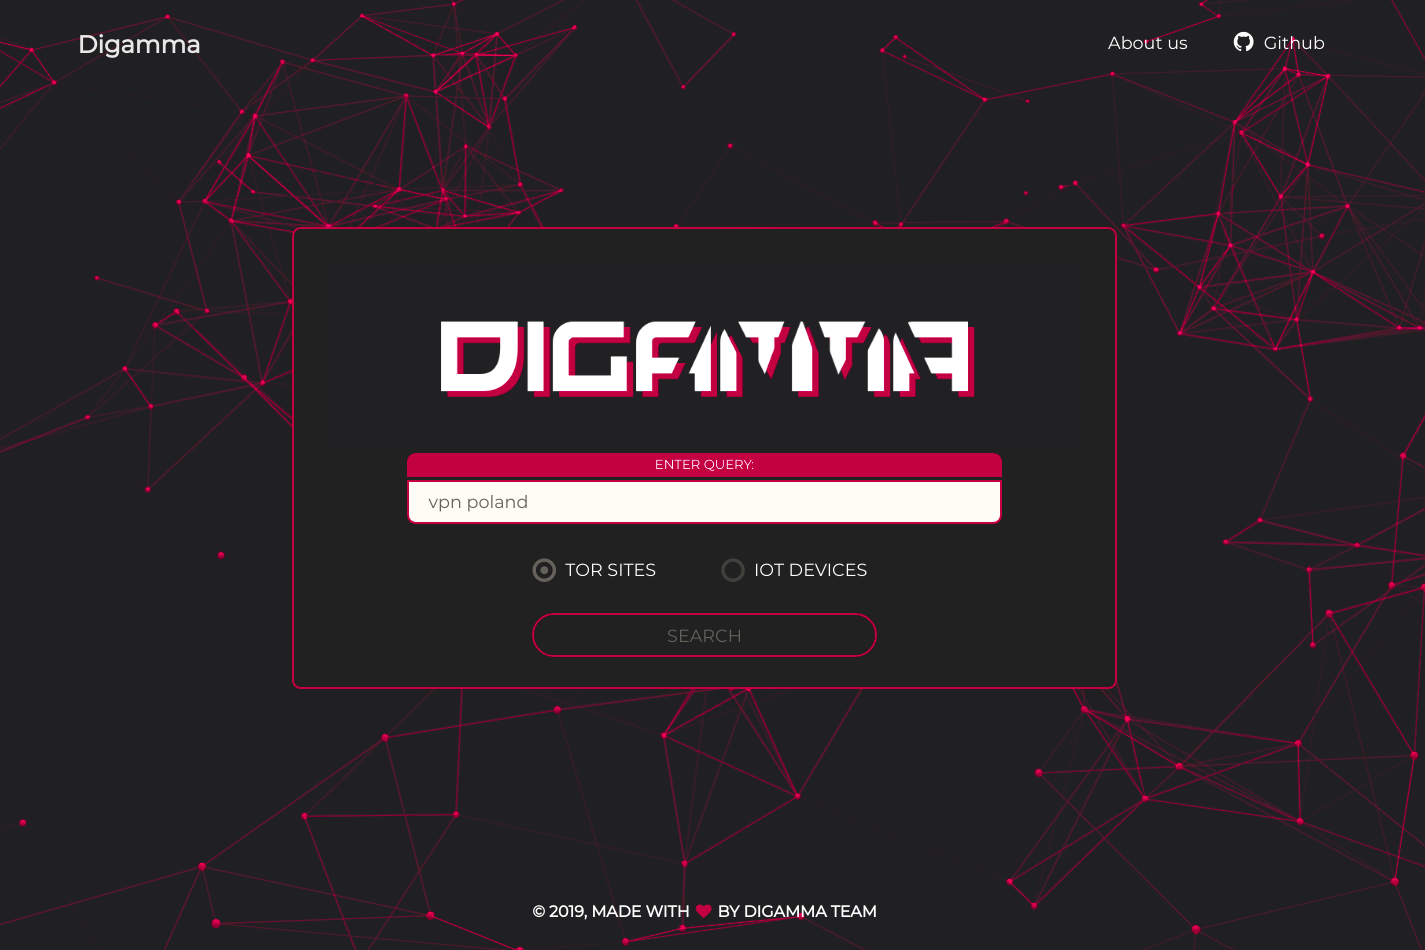 Digamma
About us
Github
DIGAMMA
ENTER QUERY:
vpn poland
TOR SITES
IOT DEVICES
SEARCH
© 2019, MADE WITH ❤ BY DIGAMMA TEAM